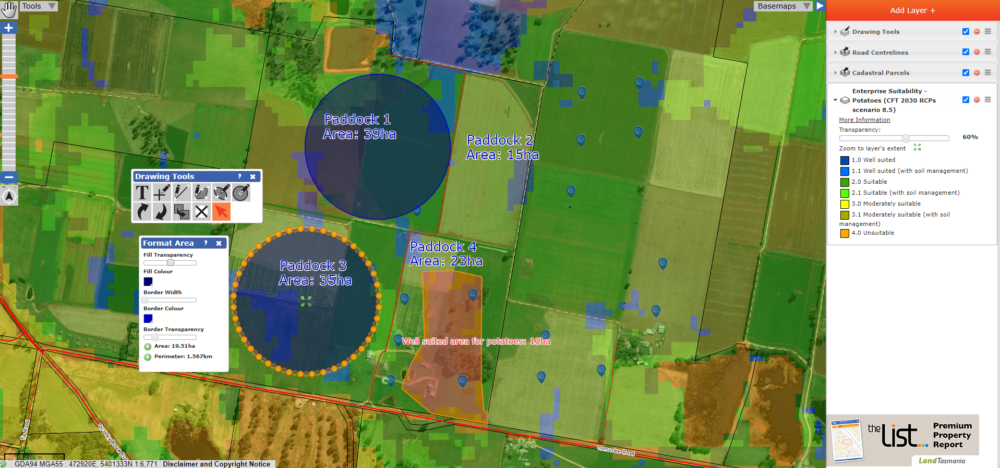 Tools
Basemaps
Add Layer +
Drawing Tools
Road Centrelines
Cadastral Parcels
Enterprise Suitability -
Potatoes (CFT 2030 RCPs
scenario 8.5)
More Information
Transparency:
60%
Zoom to layer's extent
1.0 Well suited
1.1 Well suited (with soil management)
2.0 Suitable
2.1 Suitable (with soil management)
3.0 Moderately suitable
3.1 Moderately suitable (with soil
management)
4.0 Unsuitable
Paddock 1
Area: 39ha
Paddock 2
Area: 15ha
Drawing Tools ?
T
Format Area ?
Fill Transparency
Fill Colour
Border Width
Border Colour
Border Transparency
Area: 19.51ha
Perimeter: 1.567km
Paddock 3
Area: 35ha
Paddock 4
Area: 23ha
Well suited area for potatoes: 10ha
Tip Road
Quamby Brook Road
Osmaston Road
200 m
GDA94 MGA55 : 472920E, 5401333N 1:6,771 Disclaimer and Copyright Notice
the List...
Premium
Property
Report
LandTasmania